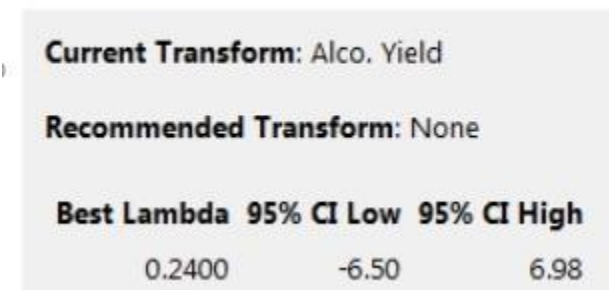 Current Transform: Alco. Yield
Recommended Transform: None
Best Lambda 95% CI Low 95% CI High
0.2400 -6.50 6.98